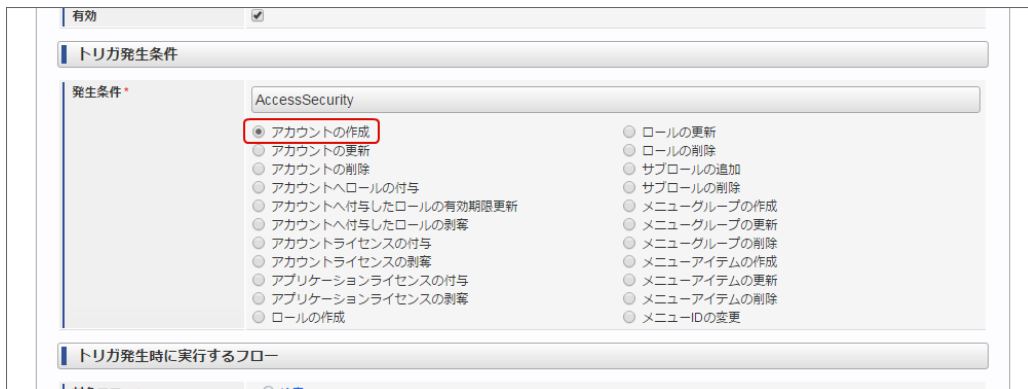 有効
トリガ発生条件
発生条件*
AccessSecurity
アカウントの作成
アカウントの更新
アカウントの削除
アカウントへロールの付与
アカウントへ付与したロールの有効期限更新
アカウントへ付与したロールの剥奪
アカウントライセンスの付与
アカウントライセンスの剥奪
アプリケーションライセンスの付与
アプリケーションライセンスの剥奪
ロールの作成
ロールの更新
ロールの削除
サブロールの追加
サブロールの削除
メニューグループの作成
メニューグループの更新
メニューグループの削除
メニューアイテムの作成
メニューアイテムの更新
メニューアイテムの削除
メニューIDの変更
トリガ発生時に実行するフロー